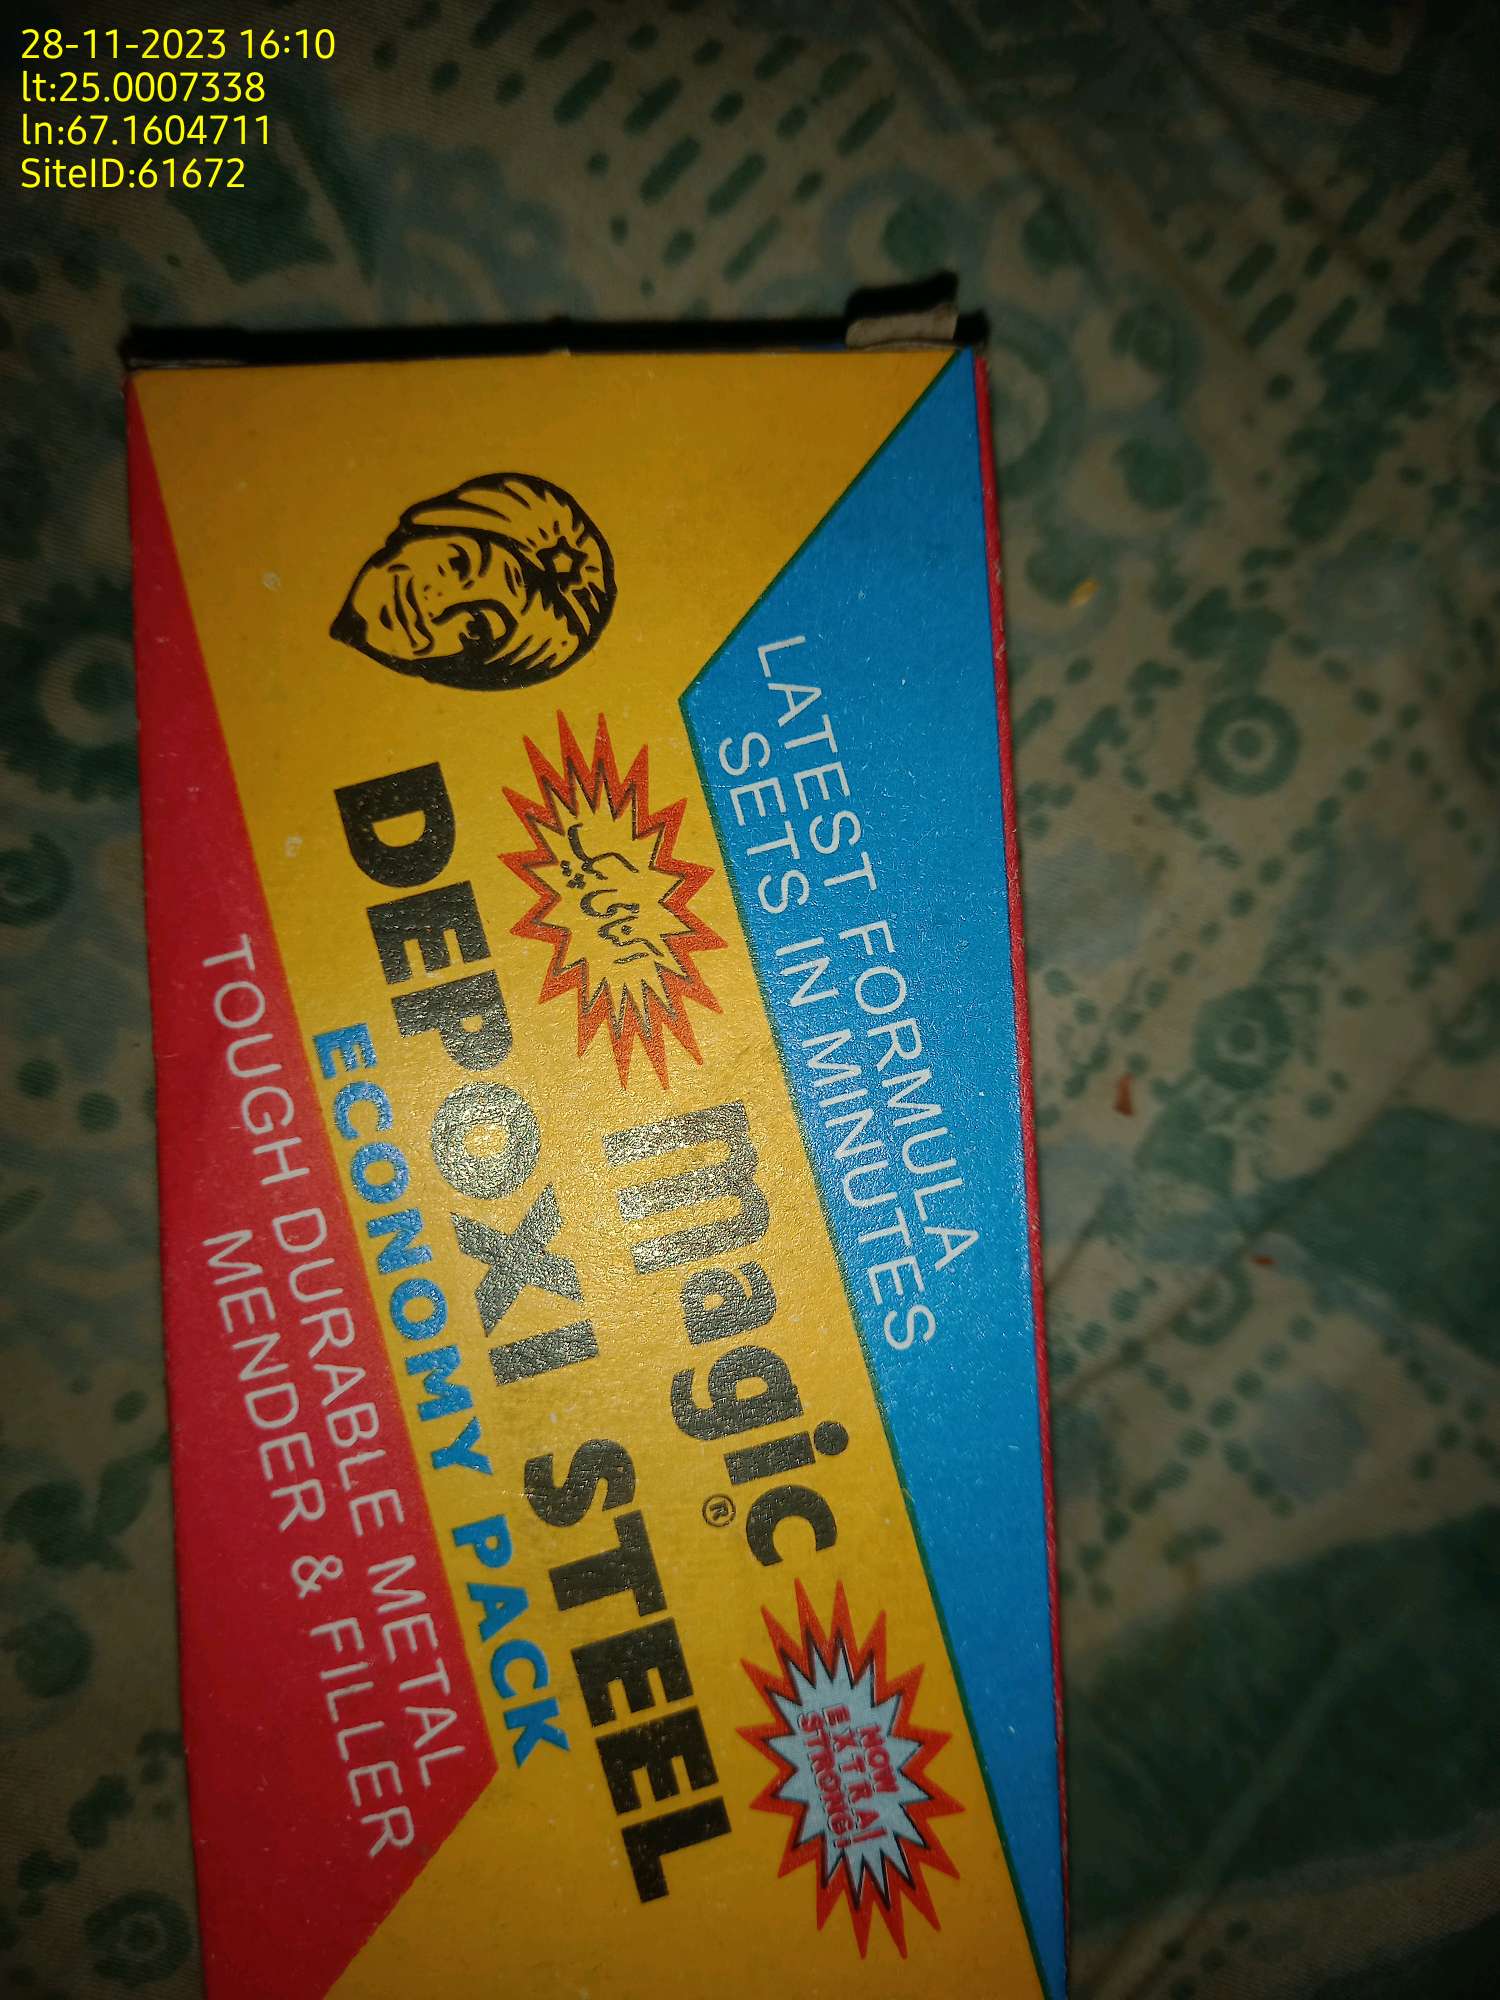 28-11-2023 16:10
lt:25.0007338
ln:67.1604711
SiteID:61672
LATEST FORMULA
SETS IN MINUTES
magic®
NOW
EXTRA
STRONG!
DEPOXI STEEL
ECONOMY PACK
TOUGH DURABLE METAL
MENDER & FILLER